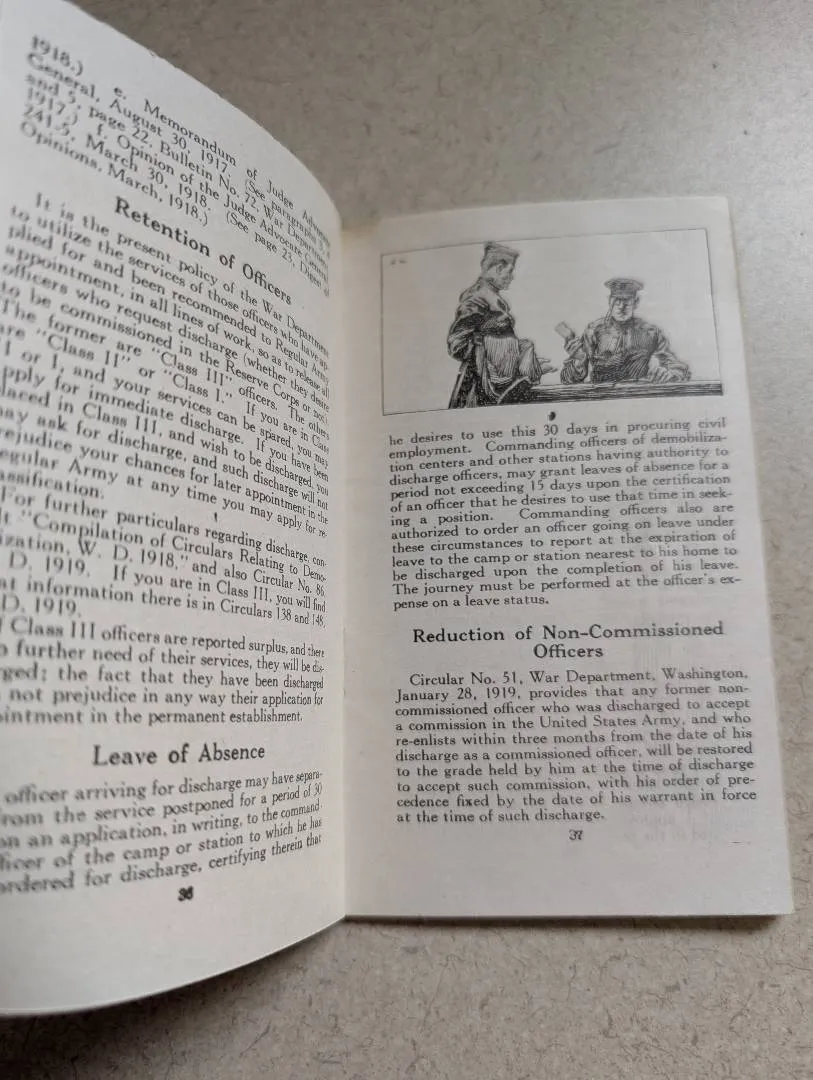 1918.) e. Memorandum of Judge Advocate
General, August 30, 1917. (See paragraphs 3, 4
and 5, page 22, Bulletin No. 72, War Department
1917.) f. Opinion of the Judge Advocate General
241-5, March 30, 1918. (See page 23, Digest of
Opinions, March, 1918.)
Retention of Officers
It is the present policy of the War Department
to utilize the services of those officers who have ap-
plied for and been recommended to Regular Army
appointment, in all lines of work, so as to release all
officers who request discharge (whether they desire
to be commissioned in the Reserve Corps or not).
The former are "Class III" officers. The others
are "Class II" or "Class I." If you are in Class
II or I, and your services can be spared, you may
apply for immediate discharge. If you have been
placed in Class III, and wish to be discharged, you
may ask for discharge, and such discharge will not
prejudice your chances for later appointment in the
Regular Army at any time you may apply for re-
assification.
For further particulars regarding discharge, con-
lt "Compilation of Circulars Relating to Demo-
ization, W. D. 1918," and also Circular No. 86,
D. 1919. If you are in Class III, you will find
at information there is in Circulars 138 and 148,
D. 1919.
f Class III officers are reported surplus, and there
o further need of their services, they will be dis-
rged; the fact that they have been discharged
not prejudice in any way their application for
ointment in the permanent establishment.
Leave of Absence
officer arriving for discharge may have separa-
from the service postponed for a period of 30
on an application, in writing, to the command-
ficer of the camp or station to which he has
ordered for discharge, certifying therein that
36
he desires to use this 30 days in procuring civil
employment. Commanding officers of demobiliza-
tion centers and other stations having authority to
discharge officers, may grant leaves of absence for a
period not exceeding 15 days upon the certification
of an officer that he desires to use that time in seek-
ing a position. Commanding officers also are
authorized to order an officer going on leave under
these circumstances to report at the expiration of
leave to the camp or station nearest to his home to
be discharged upon the completion of his leave.
The journey must be performed at the officer's ex-
pense on a leave status.
Reduction of Non-Commissioned
Officers
Circular No. 51, War Department, Washington,
January 28, 1919, provides that any former non-
commissioned officer who was discharged to accept
a commission in the United States Army, and who
re-enlists within three months from the date of his
discharge as a commissioned officer, will be restored
to the grade held by him at the time of discharge
to accept such commission, with his order of pre-
cedence fixed by the date of his warrant in force
at the time of such discharge.
37